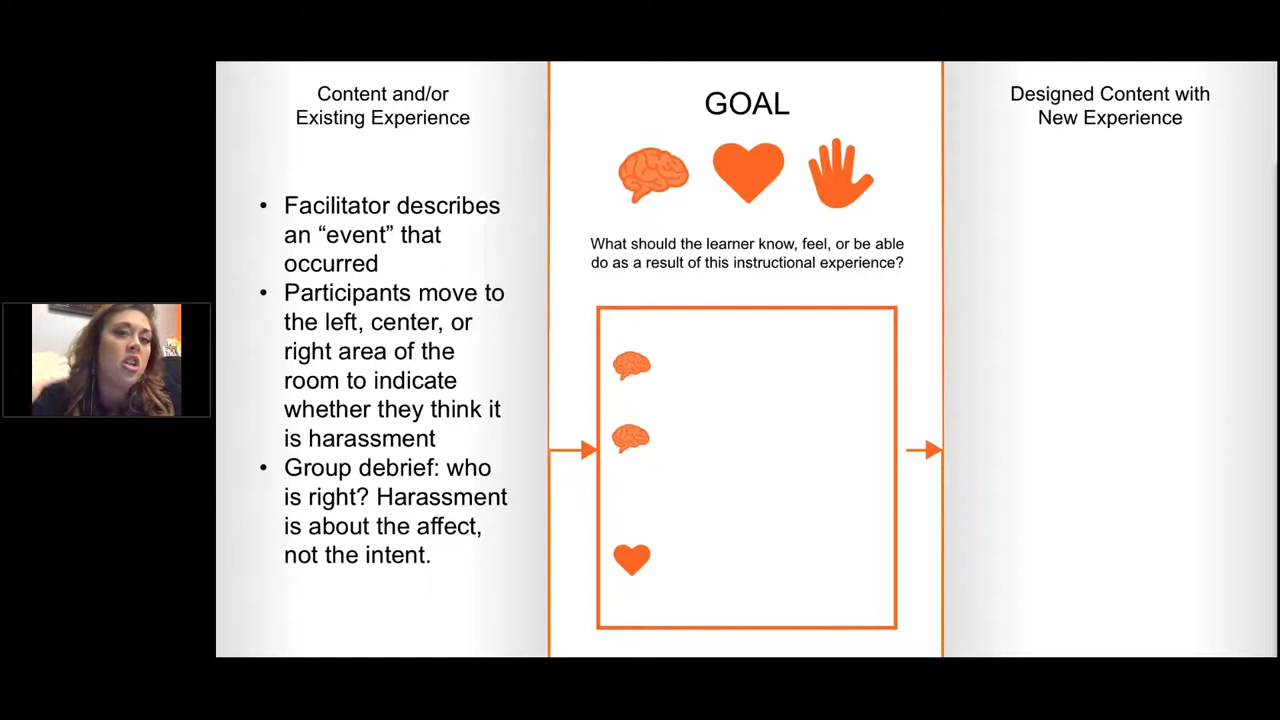 Content and/or
Existing Experience
• Facilitator describes
an “event” that
occurred
• Participants move to
the left, center, or
right area of the
room to indicate
whether they think it
is harassment
• Group debrief: who
is right? Harassment
is about the affect,
not the intent.
GOAL
What should the learner know, feel, or be able
do as a result of this instructional experience?
Designed Content with
New Experience